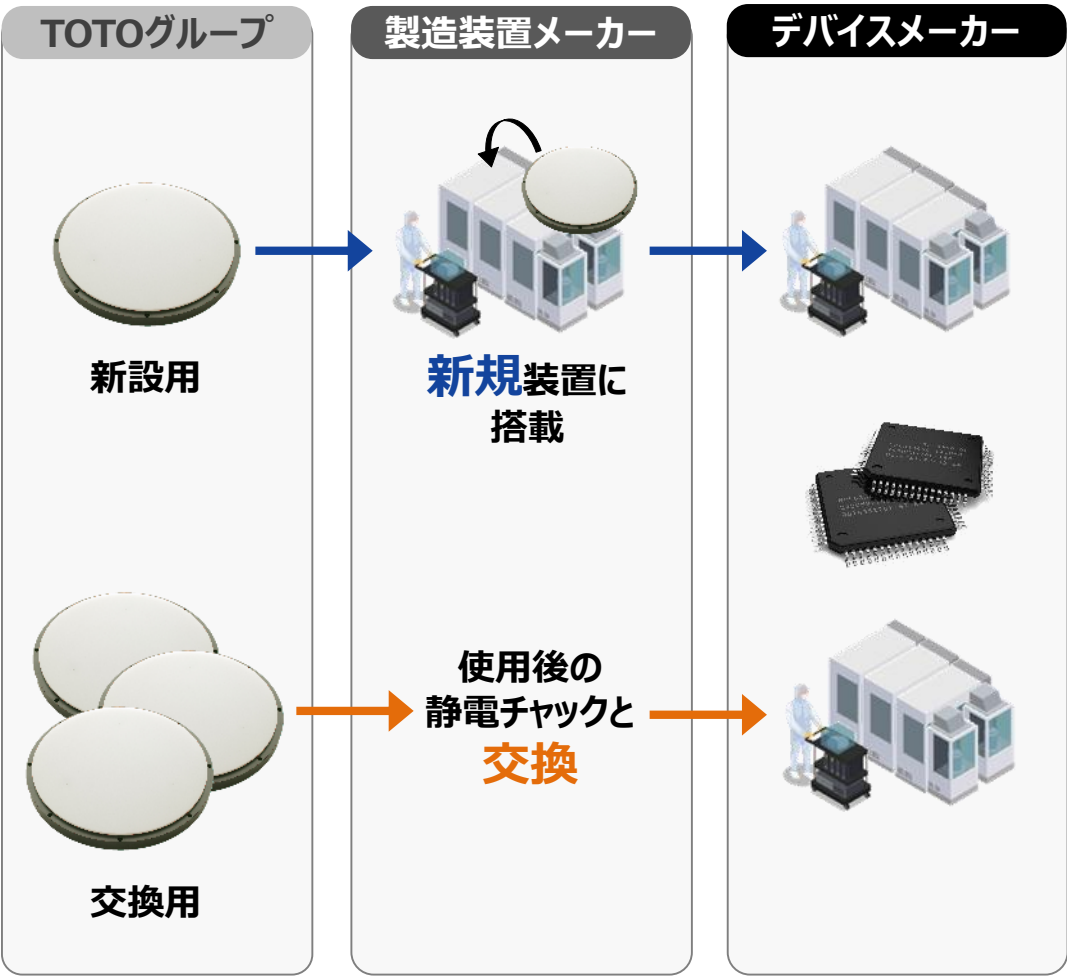 TOTOグループ
製造装置メーカー
デバイスメーカー
新設用
新規装置に
搭載
使用後の
静電チャックと
交換
交換用